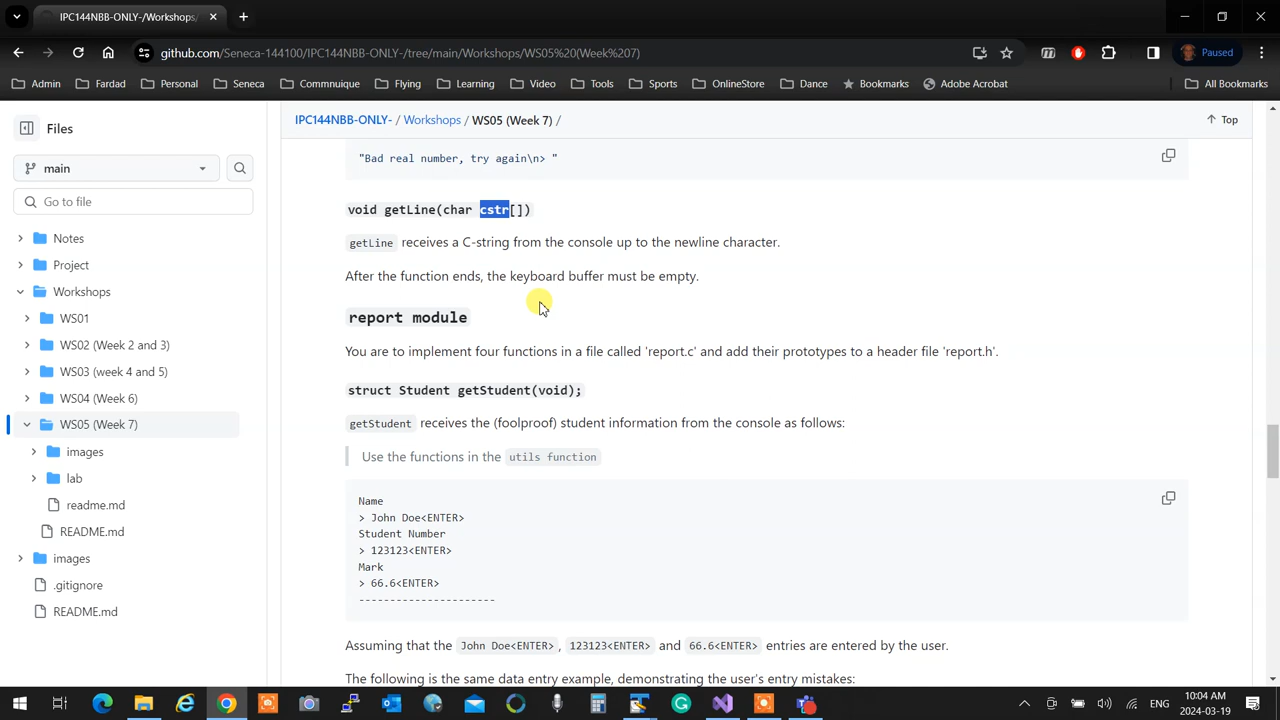 IPC144NBB-ONLY-/Workshops/
github.com/Seneca-144100/IPC144NBB-ONLY-/tree/main/Workshops/WS05%20(Week%207)
Paused
Admin Fardad Personal Seneca Commnuique Flying Learning Video Tools Sports OnlineStore Dance Bookmarks Adobe Acrobat All Bookmarks
Files
IPC144NBB-ONLY- / Workshops / WS05 (Week 7) /
Top
main
Go to file
Notes
Project
Workshops
WS01
WS02 (Week 2 and 3)
WS03 (week 4 and 5)
WS04 (Week 6)
WS05 (Week 7)
images
lab
readme.md
README.md
images
.gitignore
README.md
"Bad real number, try again\n> "
void getLine(char cstr[])
getLine receives a C-string from the console up to the newline character.
After the function ends, the keyboard buffer must be empty.
report module
You are to implement four functions in a file called 'report.c' and add their prototypes to a header file 'report.h'.
struct Student getStudent(void);
getStudent receives the (foolproof) student information from the console as follows:
Use the functions in the utils function
Name
> John Doe<ENTER>
Student Number
> 123123<ENTER>
Mark
> 66.6<ENTER>
----------------------
Assuming that the John Doe<ENTER>, 123123<ENTER> and 66.6<ENTER> entries are entered by the user.
The following is the same data entry example, demonstrating the user's entry mistakes:
ENG
10:04 AM
2024-03-19